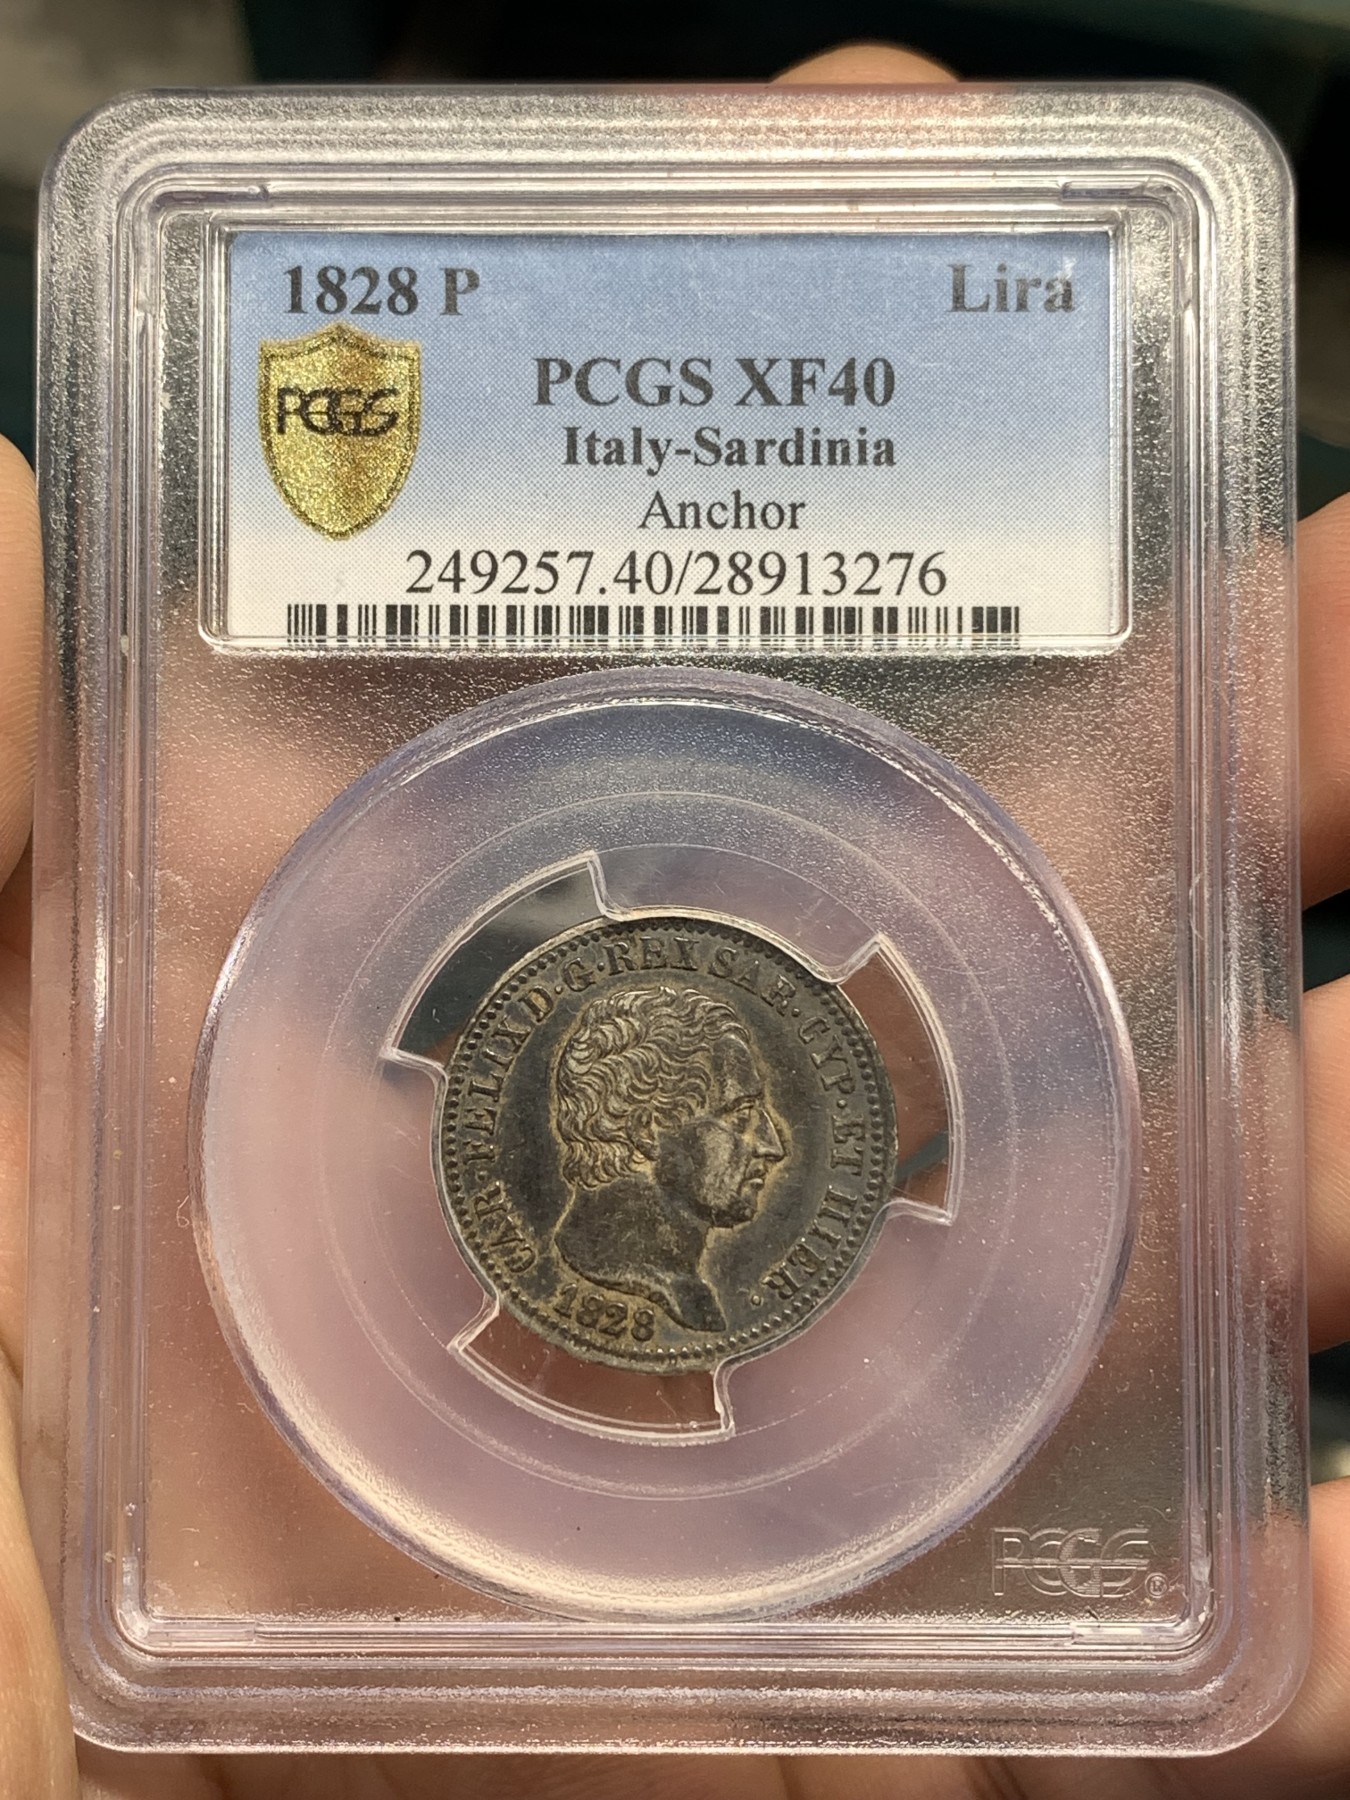 1828 P Lira
PCGS
PCGS XF40
Italy-Sardinia
Anchor
249257.40/28913276
CAR·FELIX D·G·REX SAR·CYP·ET HIER·
1828
PCGS®